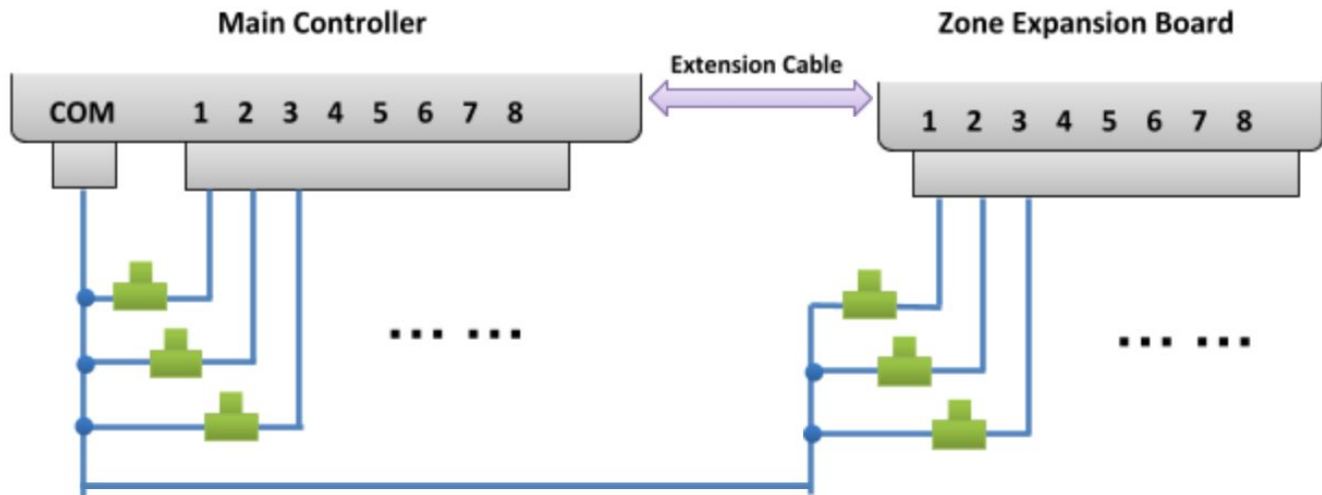 Main Controller
Zone Expansion Board
Extension Cable
COM 1 2 3 4 5 6 7 8
1 2 3 4 5 6 7 8
... ...
... ...